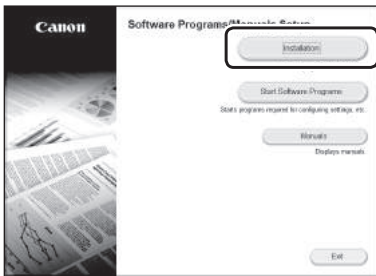 Canon
Software Programs/Manuals Setup
Installation
Start Software Programs
Starts programs required for configuring settings, etc.
Manuals
Displays manuals
Exit